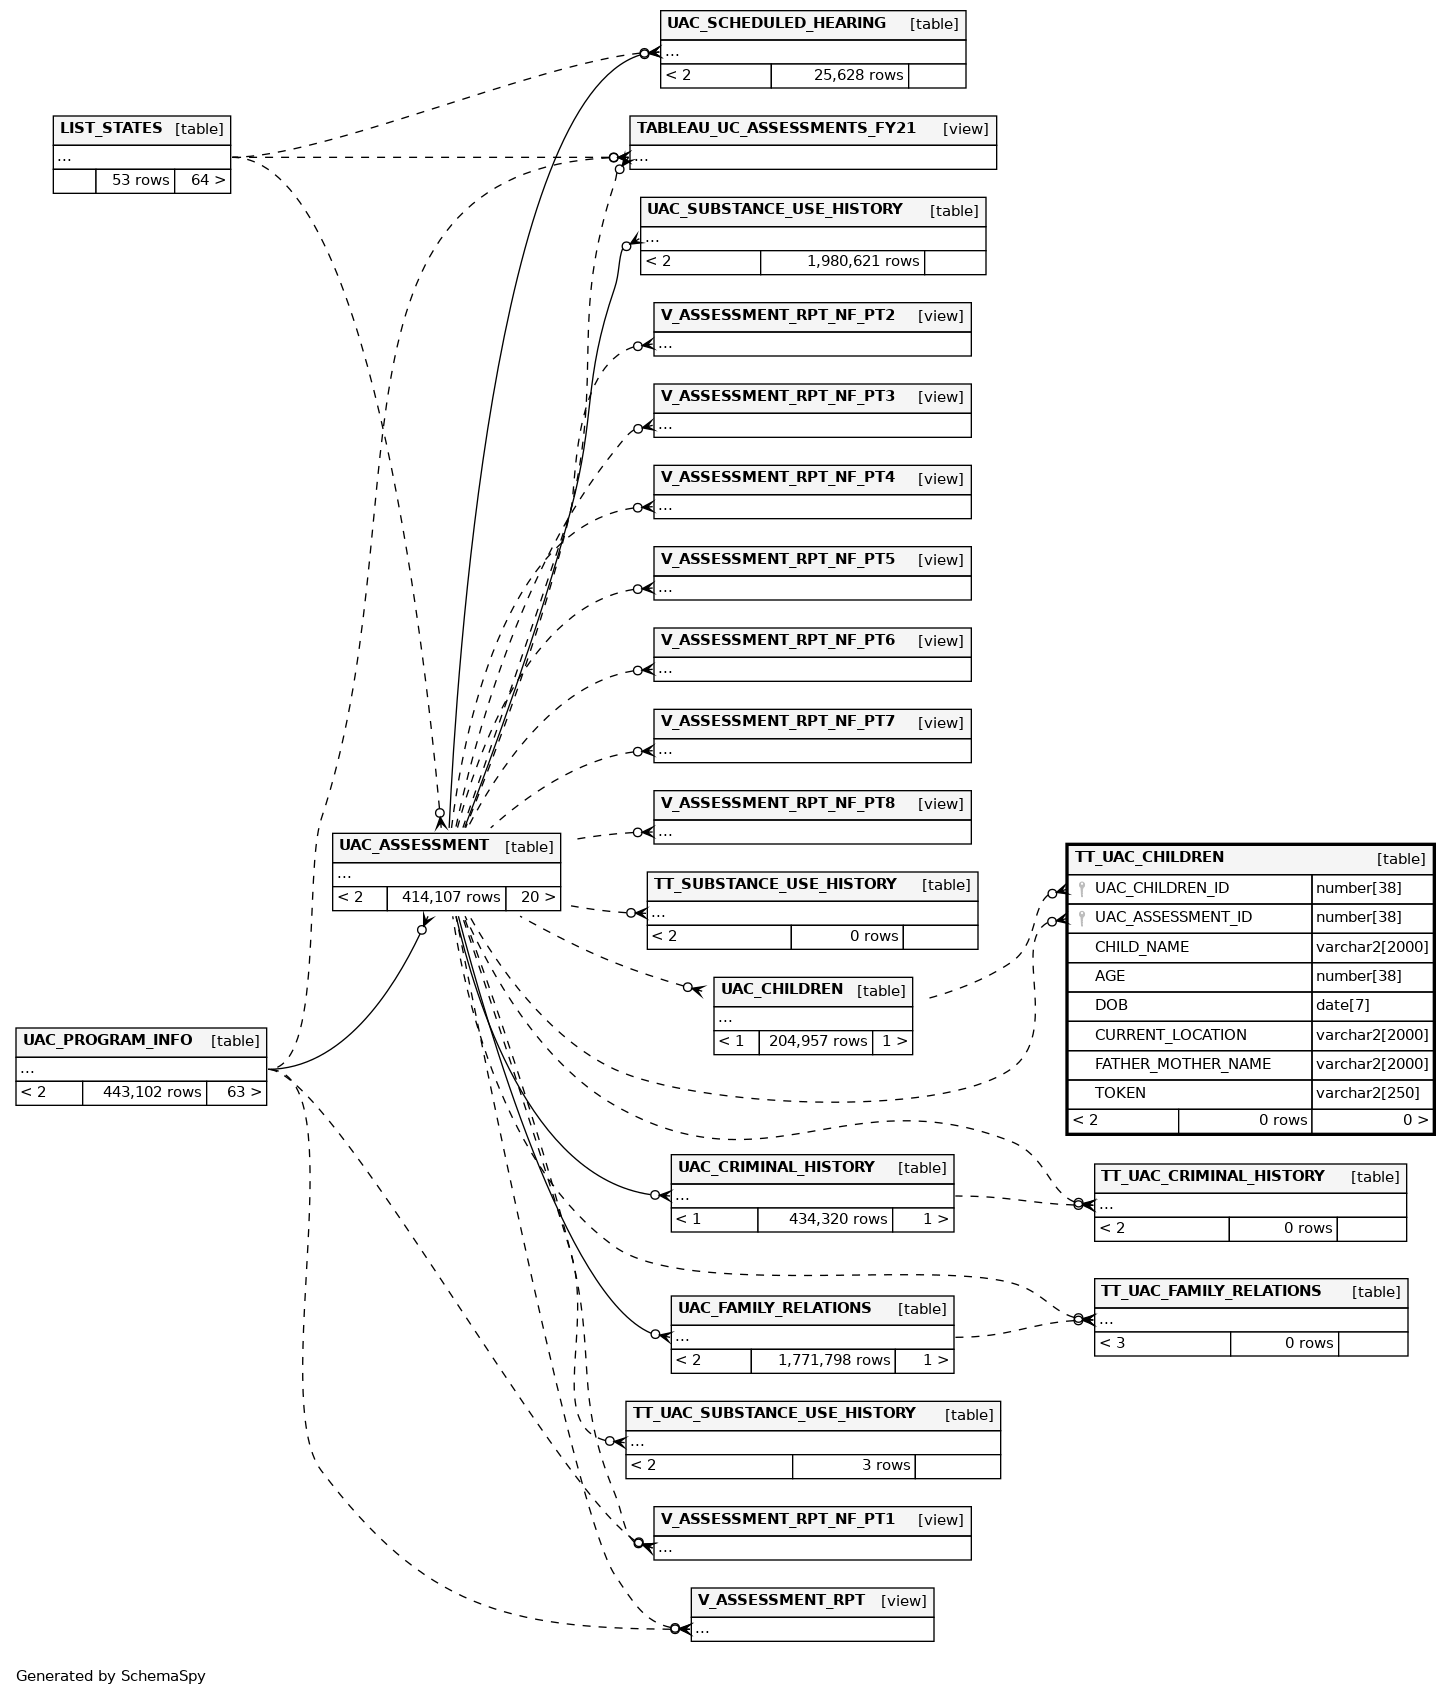 UAC_SCHEDULED_HEARING [table]
...
< 2 25,628 rows
LIST_STATES [table]
...
53 rows 64 >
TABLEAU_UC_ASSESSMENTS_FY21 [view]
...
UAC_SUBSTANCE_USE_HISTORY [table]
...
< 2 1,980,621 rows
V_ASSESSMENT_RPT_NF_PT2 [view]
...
V_ASSESSMENT_RPT_NF_PT3 [view]
...
V_ASSESSMENT_RPT_NF_PT4 [view]
...
V_ASSESSMENT_RPT_NF_PT5 [view]
...
V_ASSESSMENT_RPT_NF_PT6 [view]
...
V_ASSESSMENT_RPT_NF_PT7 [view]
...
V_ASSESSMENT_RPT_NF_PT8 [view]
...
UAC_ASSESSMENT [table]
...
< 2 414,107 rows 20 >
TT_SUBSTANCE_USE_HISTORY [table]
...
< 2 0 rows
TT_UAC_CHILDREN [table]
UAC_CHILDREN_ID number[38]
UAC_ASSESSMENT_ID number[38]
CHILD_NAME varchar2[2000]
AGE number[38]
DOB date[7]
CURRENT_LOCATION varchar2[2000]
FATHER_MOTHER_NAME varchar2[2000]
TOKEN varchar2[250]
< 2 0 rows 0 >
UAC_CHILDREN [table]
...
< 1 204,957 rows 1 >
UAC_PROGRAM_INFO [table]
...
< 2 443,102 rows 63 >
UAC_CRIMINAL_HISTORY [table]
...
< 1 434,320 rows 1 >
TT_UAC_CRIMINAL_HISTORY [table]
...
< 2 0 rows
UAC_FAMILY_RELATIONS [table]
...
< 2 1,771,798 rows 1 >
TT_UAC_FAMILY_RELATIONS [table]
...
< 3 0 rows
TT_UAC_SUBSTANCE_USE_HISTORY [table]
...
< 2 3 rows
V_ASSESSMENT_RPT_NF_PT1 [view]
...
V_ASSESSMENT_RPT [view]
...
Generated by SchemaSpy